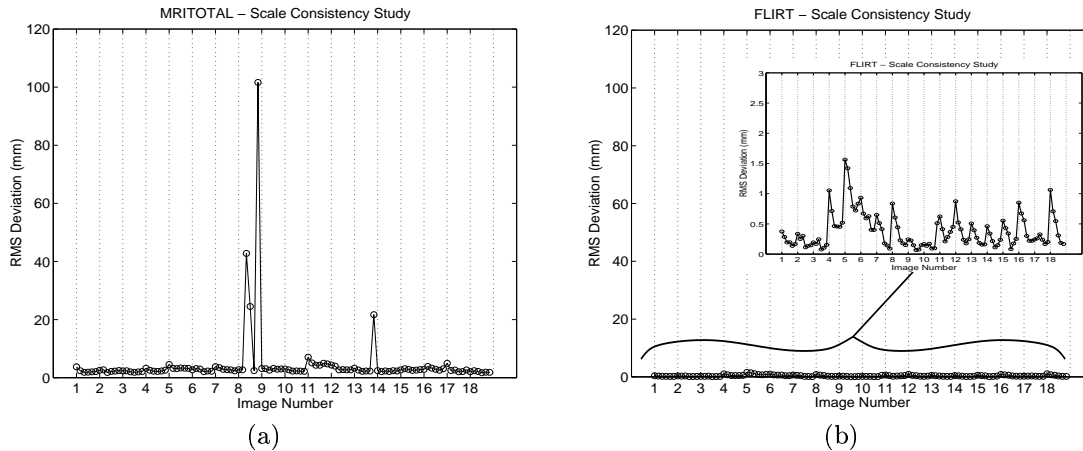 MRITOTAL – Scale Consistency Study
120
100
80
60
40
20
0
RMS Deviation (mm)
1 2 3 4 5 6 7 8 9 10 11 12 13 14 15 16 17
Image Number
(a)
FLIRT – Scale Consistency Study
120
100
80
60
40
20
0
RMS Deviation (mm)
FLIRT – Scale Consistency Study
3
2.5
2
1.5
1
0.5
0
RMS Deviation (mm)
1 2 3 4 5 6 7 8 9 10 11 12 13 14 15 16 17 18
Image Number
1 2 3 4 5 6 7 8 9 10 11 12 13 14 15 16 17 18
Image Number
(b)